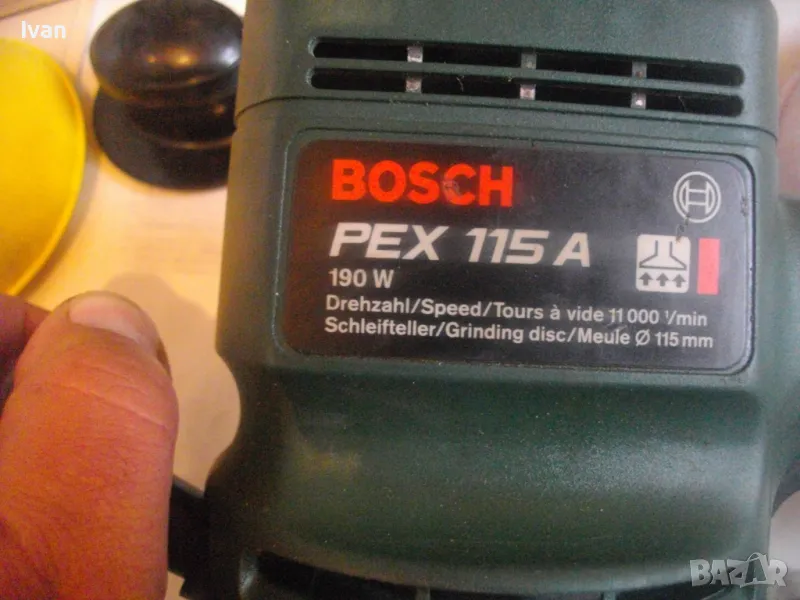 Ivan
BOSCH
PEX 115 A
190 W
Drehzahl/Speed/Tours à vide 11 000 ¹/min
Schleifteller/Grinding disc/Meule Ø 115 mm
BAZAR